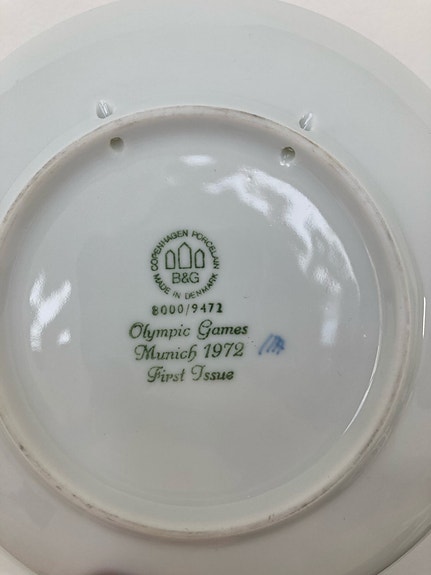 COPENHAGEN PORCELAIN
B&G
MADE IN DENMARK
8000/9472
Olympic Games
Munich 1972
First Issue